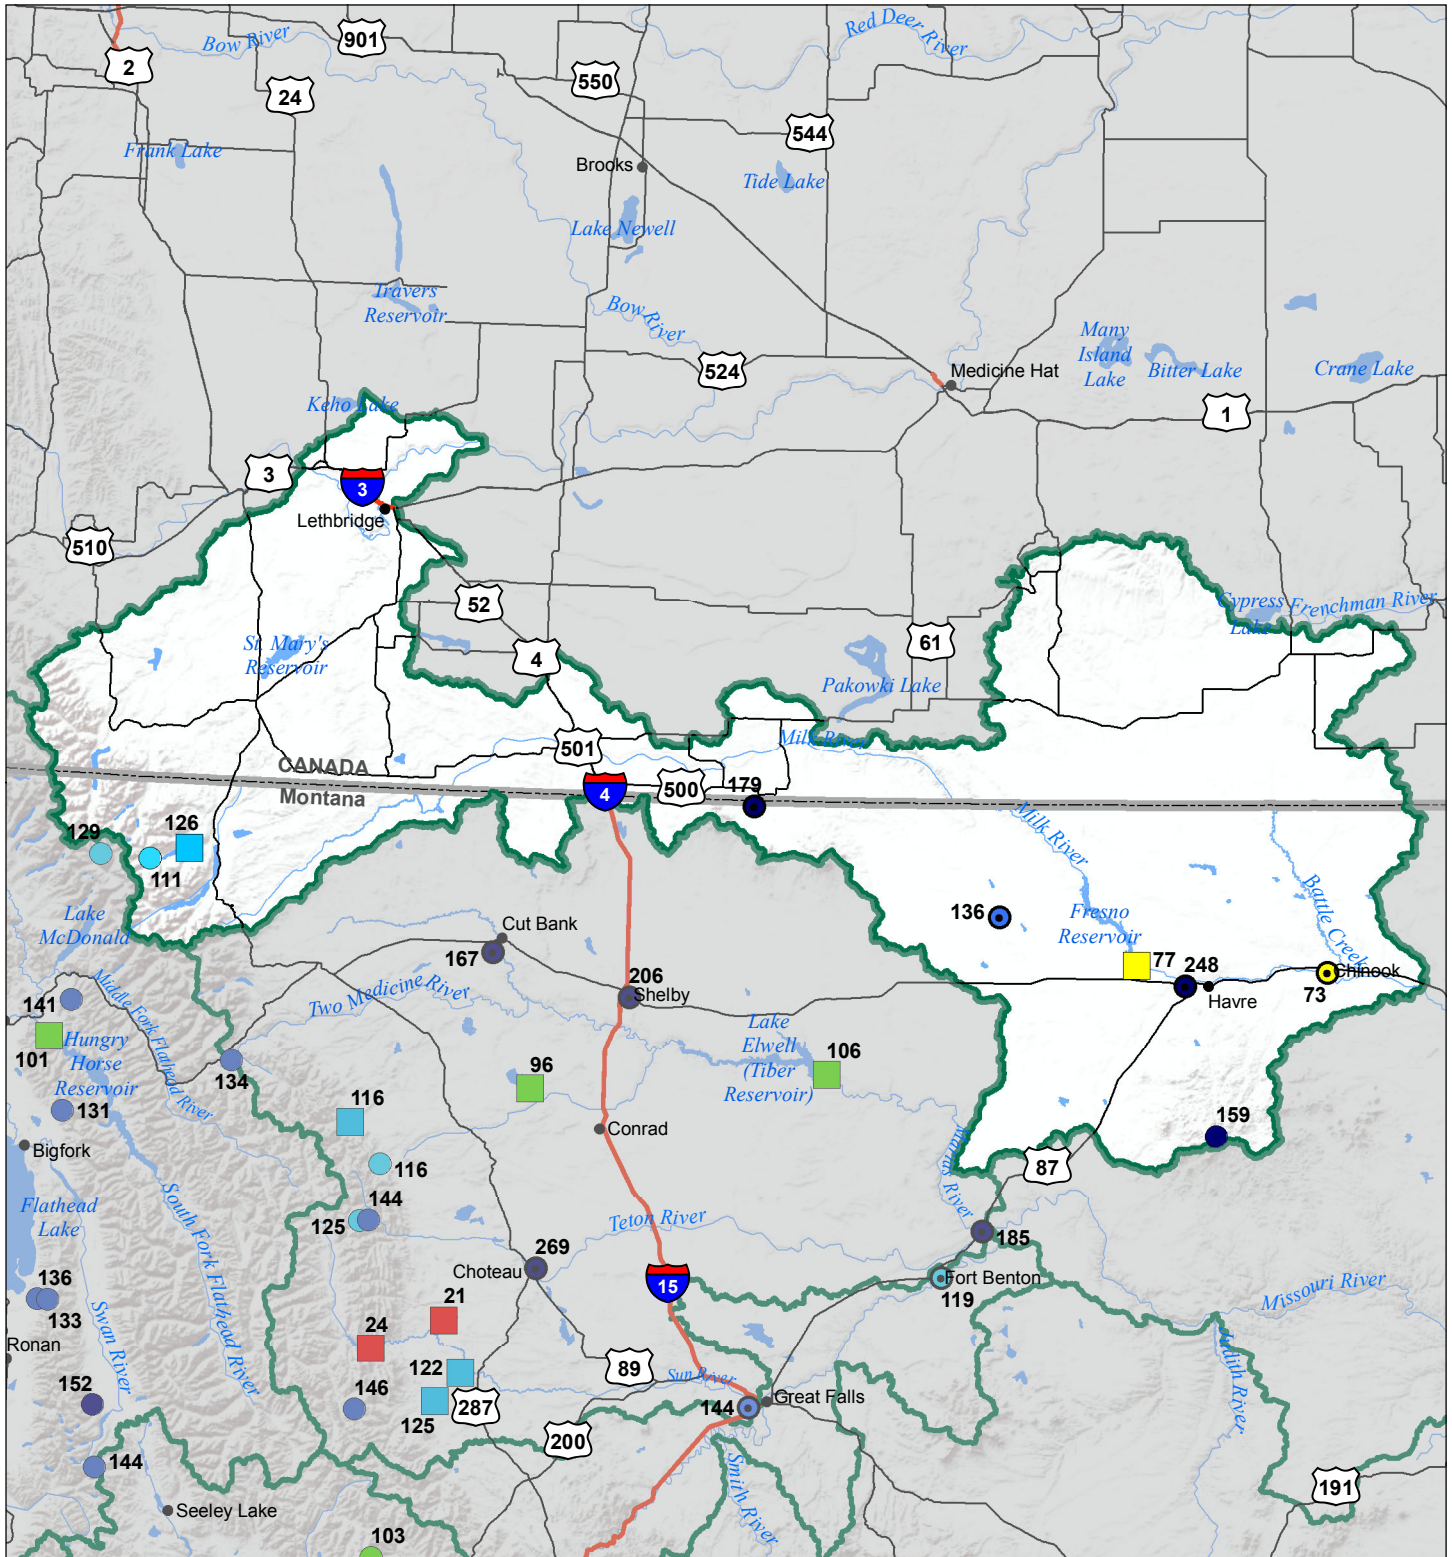 901
Bow River
Red Deer River
2
24
550
544
Frank Lake
Brooks
Tide Lake
Lake Newell
Travers
Reservoir
Bow River
524
Many
Island
Lake
Bitter Lake
Crane Lake
Medicine Hat
1
Keho Lake
3
3
Lethbridge
510
52
4
61
Cypress
Lake
Frenchman River
St. Mary's
Reservoir
Pakowki Lake
Milk River
501
CANADA
Montana
4
500
179
129
126
111
Milk River
Battle Creek
136
Fresno
Reservoir
77
248
Havre
Chinook
73
Lake
McDonald
Cut Bank
167
206
Shelby
Two Medicine River
Middle Fork Flathead River
141
101
Hungry
Horse
Reservoir
134
131
Lake
Elwell
(Tiber
Reservoir)
106
96
116
Conrad
116
Bigfork
159
87
Marias River
144
125
Flathead
Lake
South Fork Flathead River
Teton River
185
269
Choteau
15
Fort Benton
119
Missouri River
136
133
Swan River
Ronan
21
24
122
125
287
89
Sun River
Judith River
152
146
144
Great Falls
200
144
Smith River
191
Seeley Lake
103